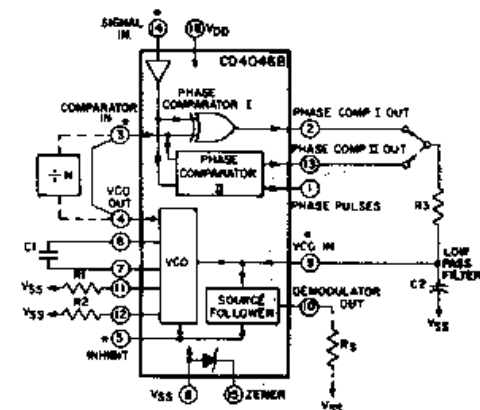 *
SIGNAL
IN
14
16 VDD
CD4046B
PHASE
COMPARATOR I
COMPARATOR
IN
3 *
PHASE COMP I OUT
2
PHASE COMP II OUT
13
÷ N
PHASE
COMPARATOR
II
1
PHASE PULSES
R3
VCO
OUT
4
6
C1
7
VCO
*
VCO IN
9
LOW
PASS
FILTER
C2
VSS
VSS R1 11
VSS R2 12
SOURCE
FOLLOWER
DEMODULATOR
OUT
10
* 5
INHIBIT
RS
VSS
VSS 8
15 ZENER